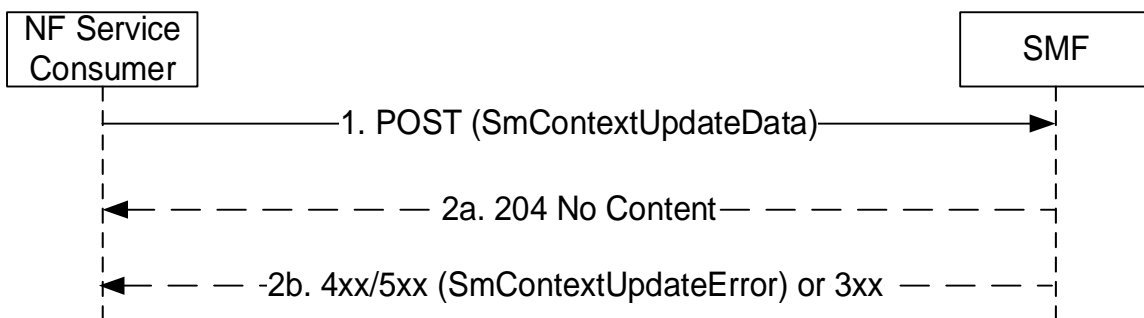 NF Service
Consumer
SMF
1. POST (SmContextUpdateData)
2a. 204 No Content
2b. 4xx/5xx (SmContextUpdateError) or 3xx